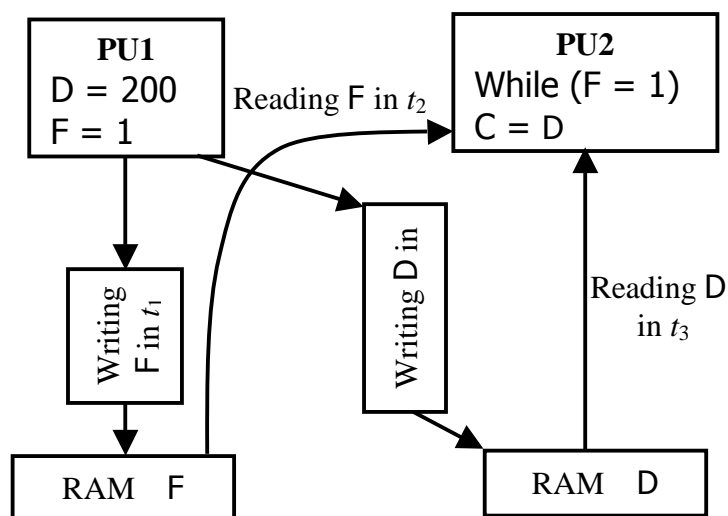 PU1
D = 200
F = 1
Reading F in t2
PU2
While (F = 1)
C = D
Writing
F in t1
Writing D in
Reading D
in t3
RAM F
RAM D